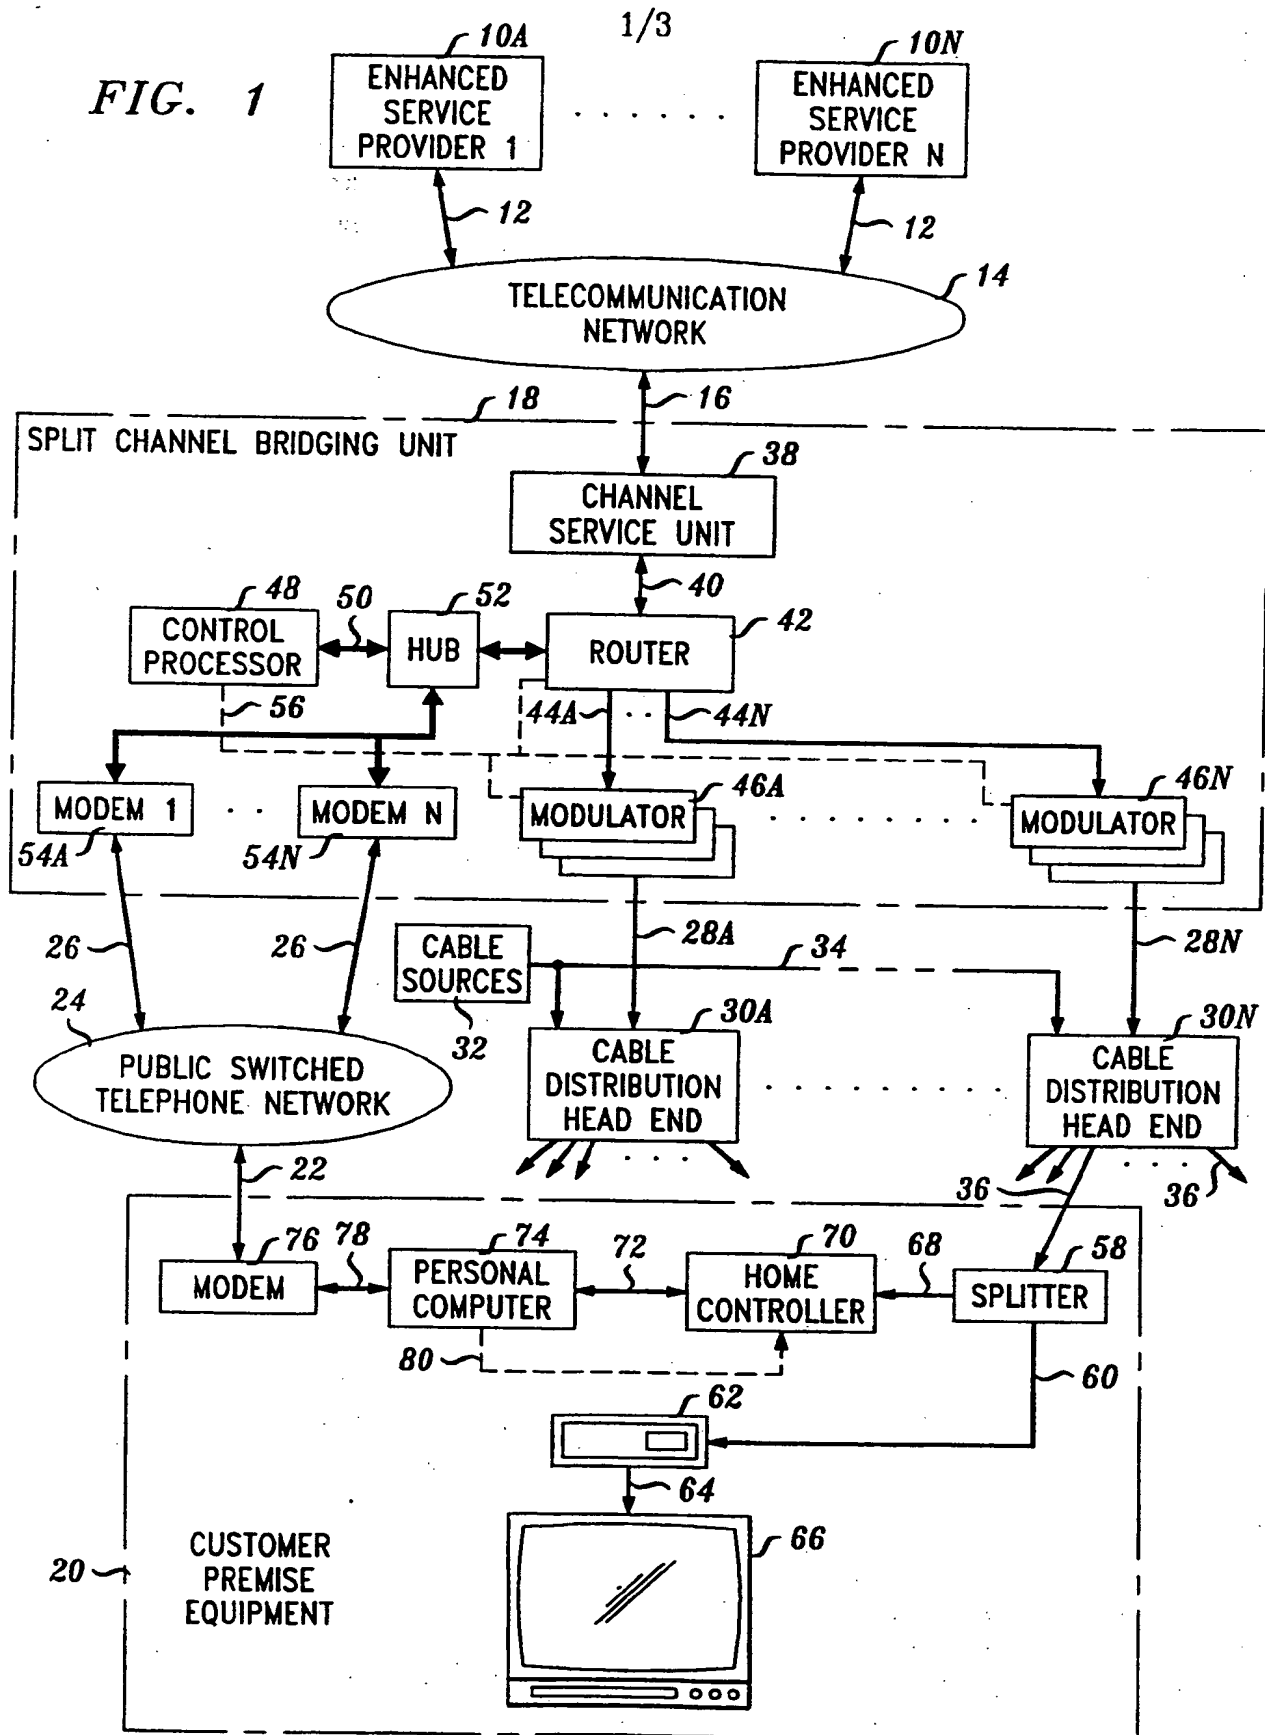 1/3
FIG. 1
10A
ENHANCED
SERVICE
PROVIDER 1
10N
ENHANCED
SERVICE
PROVIDER N
12
12
14
TELECOMMUNICATION
NETWORK
16
18
SPLIT CHANNEL BRIDGING UNIT
38
CHANNEL
SERVICE UNIT
40
48
CONTROL
PROCESSOR
50
52
HUB
42
ROUTER
56
44A
44N
MODEM 1
54A
MODEM N
54N
46A
MODULATOR
46N
MODULATOR
26
26
28A
28N
CABLE
SOURCES
32
34
24
PUBLIC SWITCHED
TELEPHONE NETWORK
30A
CABLE
DISTRIBUTION
HEAD END
30N
CABLE
DISTRIBUTION
HEAD END
22
36
36
76
MODEM
78
74
PERSONAL
COMPUTER
72
70
HOME
CONTROLLER
68
58
SPLITTER
80
60
62
64
66
20
CUSTOMER
PREMISE
EQUIPMENT